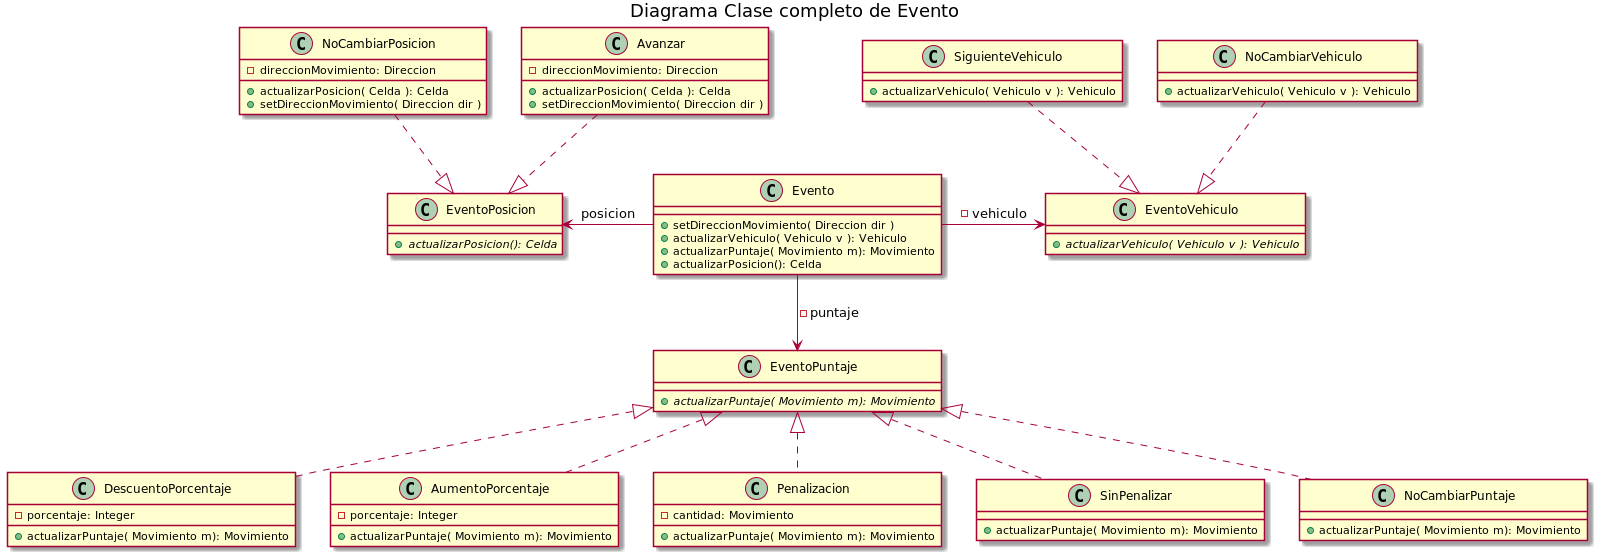 Diagrama Clase completo de Evento
C NoCambiarPosicion
direccionMovimiento: Direccion
actualizarPosicion( Celda ): Celda
setDireccionMovimiento( Direccion dir )
C Avanzar
direccionMovimiento: Direccion
actualizarPosicion( Celda ): Celda
setDireccionMovimiento( Direccion dir )
C SiguienteVehiculo
actualizarVehiculo( Vehiculo v ): Vehiculo
C NoCambiarVehiculo
actualizarVehiculo( Vehiculo v ): Vehiculo
C EventoPosicion
actualizarPosicion(): Celda
posicion
C Evento
setDireccionMovimiento( Direccion dir )
actualizarVehiculo( Vehiculo v ): Vehiculo
actualizarPuntaje( Movimiento m): Movimiento
actualizarPosicion(): Celda
vehiculo
C EventoVehiculo
actualizarVehiculo( Vehiculo v ): Vehiculo
puntaje
C EventoPuntaje
actualizarPuntaje( Movimiento m): Movimiento
C DescuentoPorcentaje
porcentaje: Integer
actualizarPuntaje( Movimiento m): Movimiento
C AumentoPorcentaje
porcentaje: Integer
actualizarPuntaje( Movimiento m): Movimiento
C Penalizacion
cantidad: Movimiento
actualizarPuntaje( Movimiento m): Movimiento
C SinPenalizar
actualizarPuntaje( Movimiento m): Movimiento
C NoCambiarPuntaje
actualizarPuntaje( Movimiento m): Movimiento